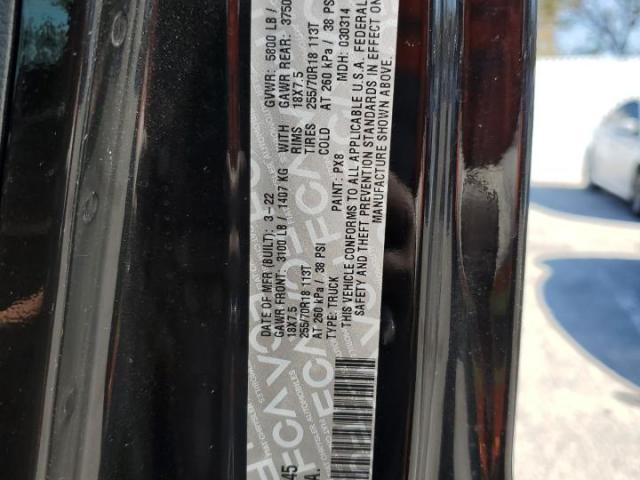 DATE OF MFR (BUILT): 3-22 GVWR: 5800 LB /
GAWR FRONT: 3100 LB / 1407 KG WITH GAWR REAR: 3750
18X7.5 RIMS 18X7.5
255/70R18 113T TIRES 255/70R18 113T
AT 260 kPa / 38 PSI COLD AT 260 kPa / 38 PSI
TYPE: TRUCK PAINT: PX8 MDH: 030314
THIS VEHICLE CONFORMS TO ALL APPLICABLE U.S.A. FEDERAL
SAFETY AND THEFT PREVENTION STANDARDS IN EFFECT ON
MANUFACTURE SHOWN ABOVE.
45
FCA